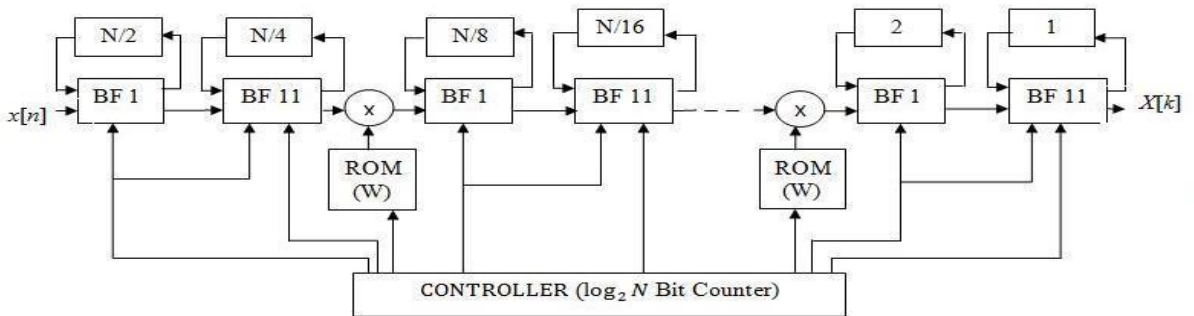 N/2 N/4 N/8 N/16 2 1
x[n] BF 1 BF 11 x BF 1 BF 11 x BF 1 BF 11 X[k]
ROM (W) ROM (W)
CONTROLLER (log₂ N Bit Counter)